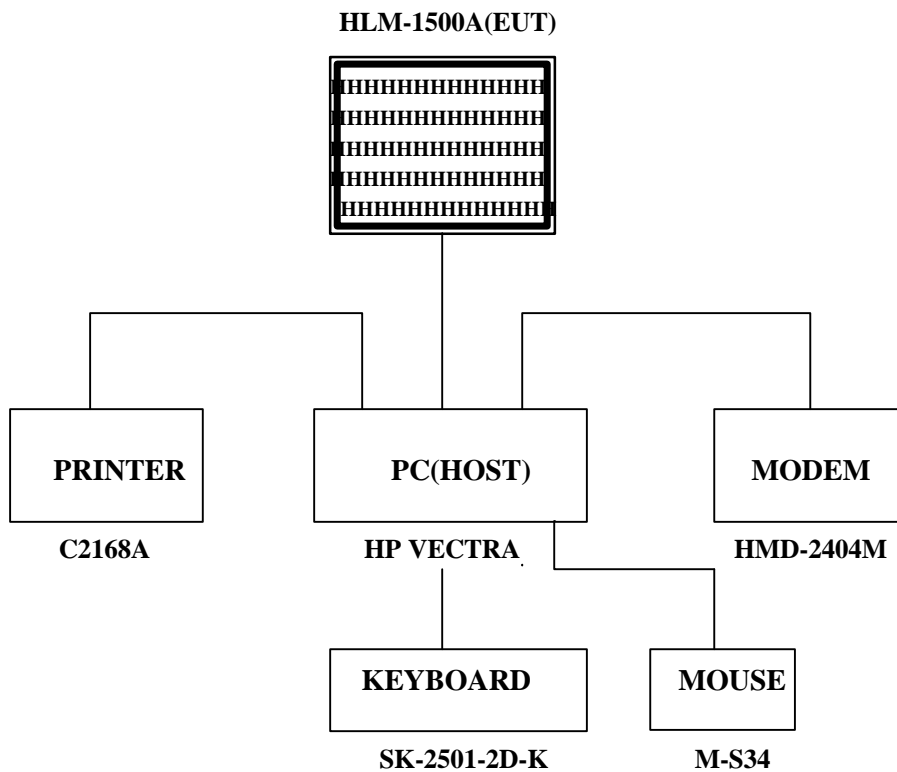 HLM-1500A(EUT)
HHHHHHHHHHHHHH
HHHHHHHHHHHHHH
HHHHHHHHHHHHHH
HHHHHHHHHHHHHH
HHHHHHHHHHHHHH
PRINTER
PC(HOST)
MODEM
C2168A
HP VECTRA
HMD-2404M
KEYBOARD
MOUSE
SK-2501-2D-K
M-S34